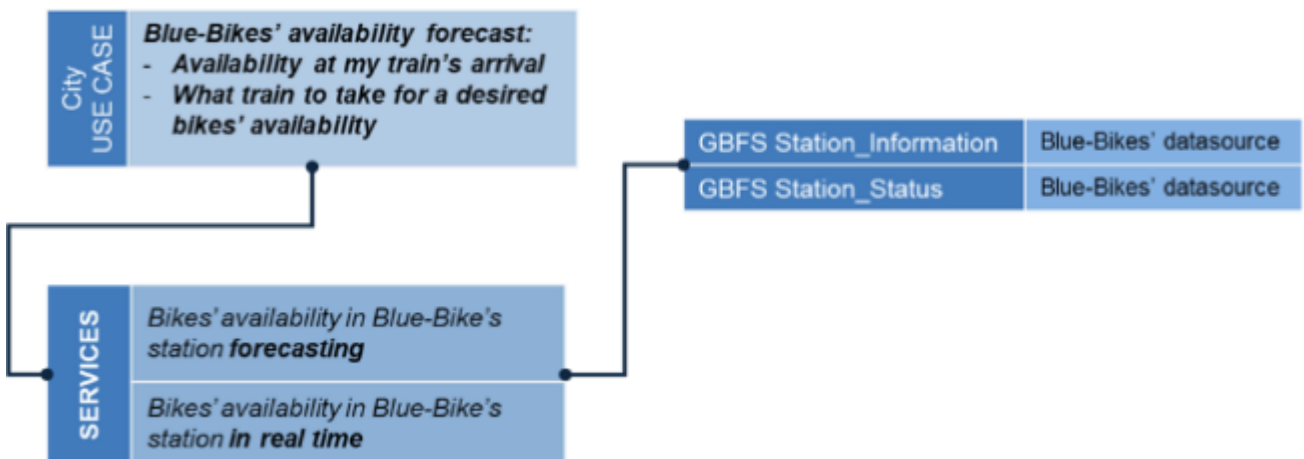 City
USE CASE
Blue-Bikes’ availability forecast:
- Availability at my train’s arrival
- What train to take for a desired
bikes’ availability
GBFS Station_Information
Blue-Bikes’ datasource
GBFS Station_Status
Blue-Bikes’ datasource
SERVICES
Bikes’ availability in Blue-Bike’s
station forecasting
Bikes’ availability in Blue-Bike’s
station in real time